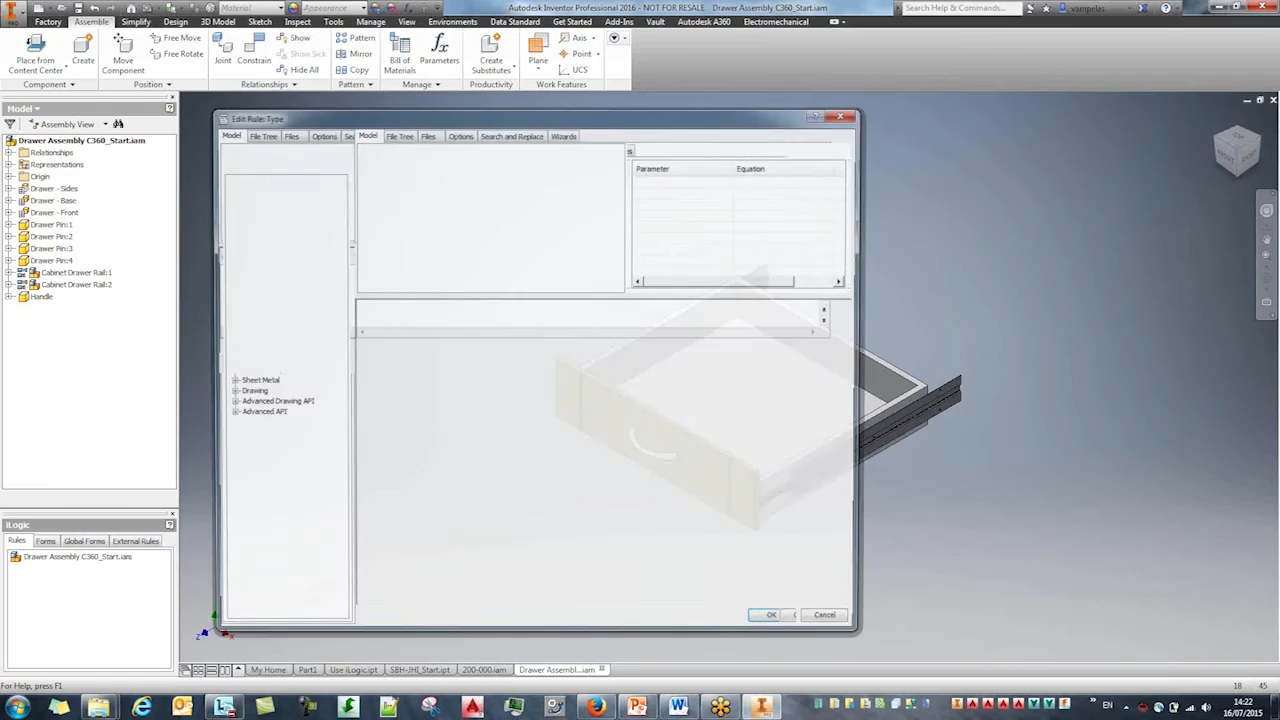 Material
Appearance
Autodesk Inventor Professional 2016 - NOT FOR RESALE
Drawer Assembly C360_Start.iam
Search Help & Commands...
vampelas
Factory
Assemble
Simplify
Design
3D Model
Sketch
Inspect
Tools
Manage
View
Environments
Data Standard
Get Started
Add-Ins
Vault
Autodesk A360
Electromechanical
Place from
Content Center
Create
Move
Component
Free Move
Free Rotate
Joint
Constrain
Show
Show Sick
Hide All
Pattern
Mirror
Copy
Bill of
Materials
Parameters
Create
Substitutes
Plane
Axis
Point
UCS
Component
Position
Relationships
Pattern
Manage
Productivity
Work Features
Model
Assembly View
Drawer Assembly C360_Start.iam
Relationships
Representations
Origin
Drawer - Sides
Drawer - Base
Drawer - Front
Drawer Pin:1
Drawer Pin:2
Drawer Pin:3
Drawer Pin:4
Cabinet Drawer Rail:1
Cabinet Drawer Rail:2
Handle
Edit Rule: Type
Model
File Tree
Files
Options
Sea
Model
File Tree
Files
Options
Search and Replace
Wizards
Parameter
Equation
Sheet Metal
Drawing
Advanced Drawing API
Advanced API
OK
Cancel
iLogic
Rules
Forms
Global Forms
External Rules
Drawer Assembly C360_Start.iam
My Home
Part1
Use iLogic.ipt
SBH-JHI_Start.ipt
200-000.iam
Drawer Assembl...iam
For Help, press F1
18
45
EN
14:22
16/07/2015